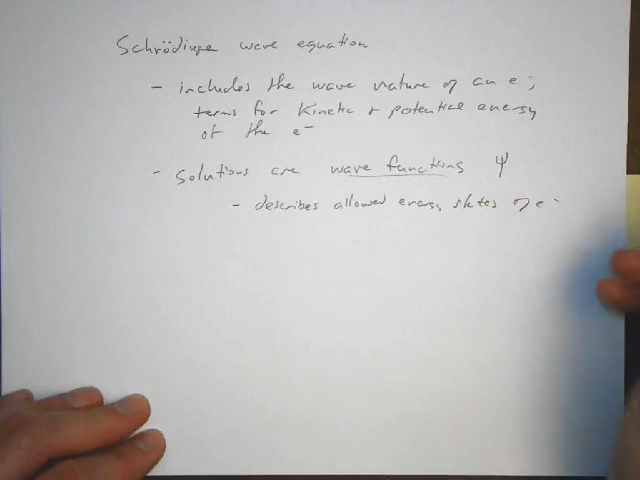 Schrödinger wave equation
- includes the wave nature of an e⁻;
terms for kinetic + potential energy
of the e⁻
- solutions are wave functions ψ
- describes allowed energy states of e⁻